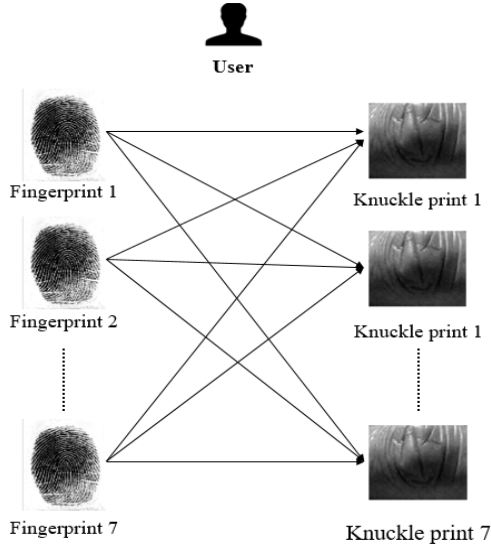 User
Fingerprint 1
Knuckle print 1
Fingerprint 2
Knuckle print 1
Fingerprint 7
Knuckle print 7